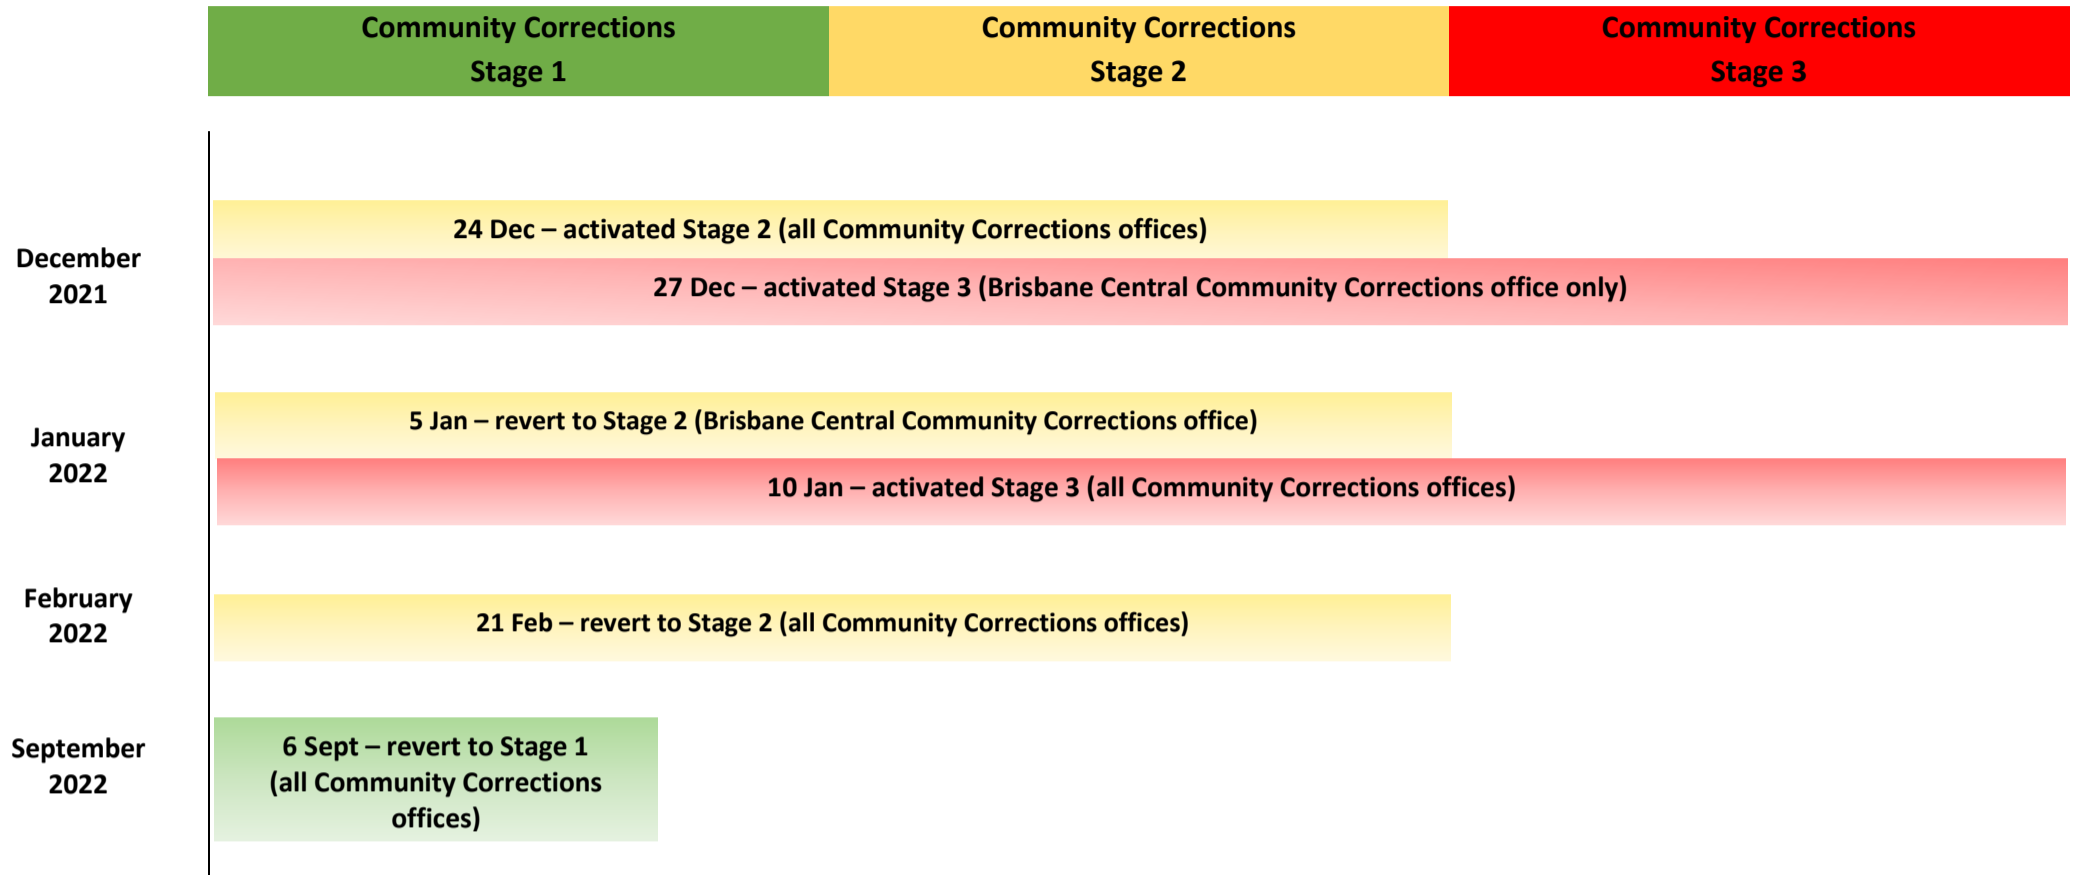 Community Corrections
Stage 1
Community Corrections
Stage 2
Community Corrections
Stage 3
December
2021
24 Dec – activated Stage 2 (all Community Corrections offices)
27 Dec – activated Stage 3 (Brisbane Central Community Corrections office only)
January
2022
5 Jan – revert to Stage 2 (Brisbane Central Community Corrections office)
10 Jan – activated Stage 3 (all Community Corrections offices)
February
2022
21 Feb – revert to Stage 2 (all Community Corrections offices)
September
2022
6 Sept – revert to Stage 1
(all Community Corrections
offices)